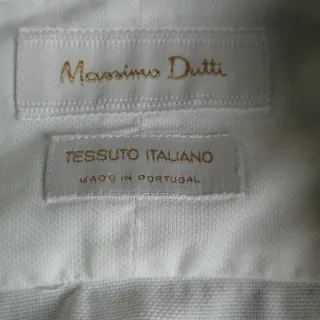 Massimo Dutti
TESSUTO ITALIANO
MADE IN PORTUGAL